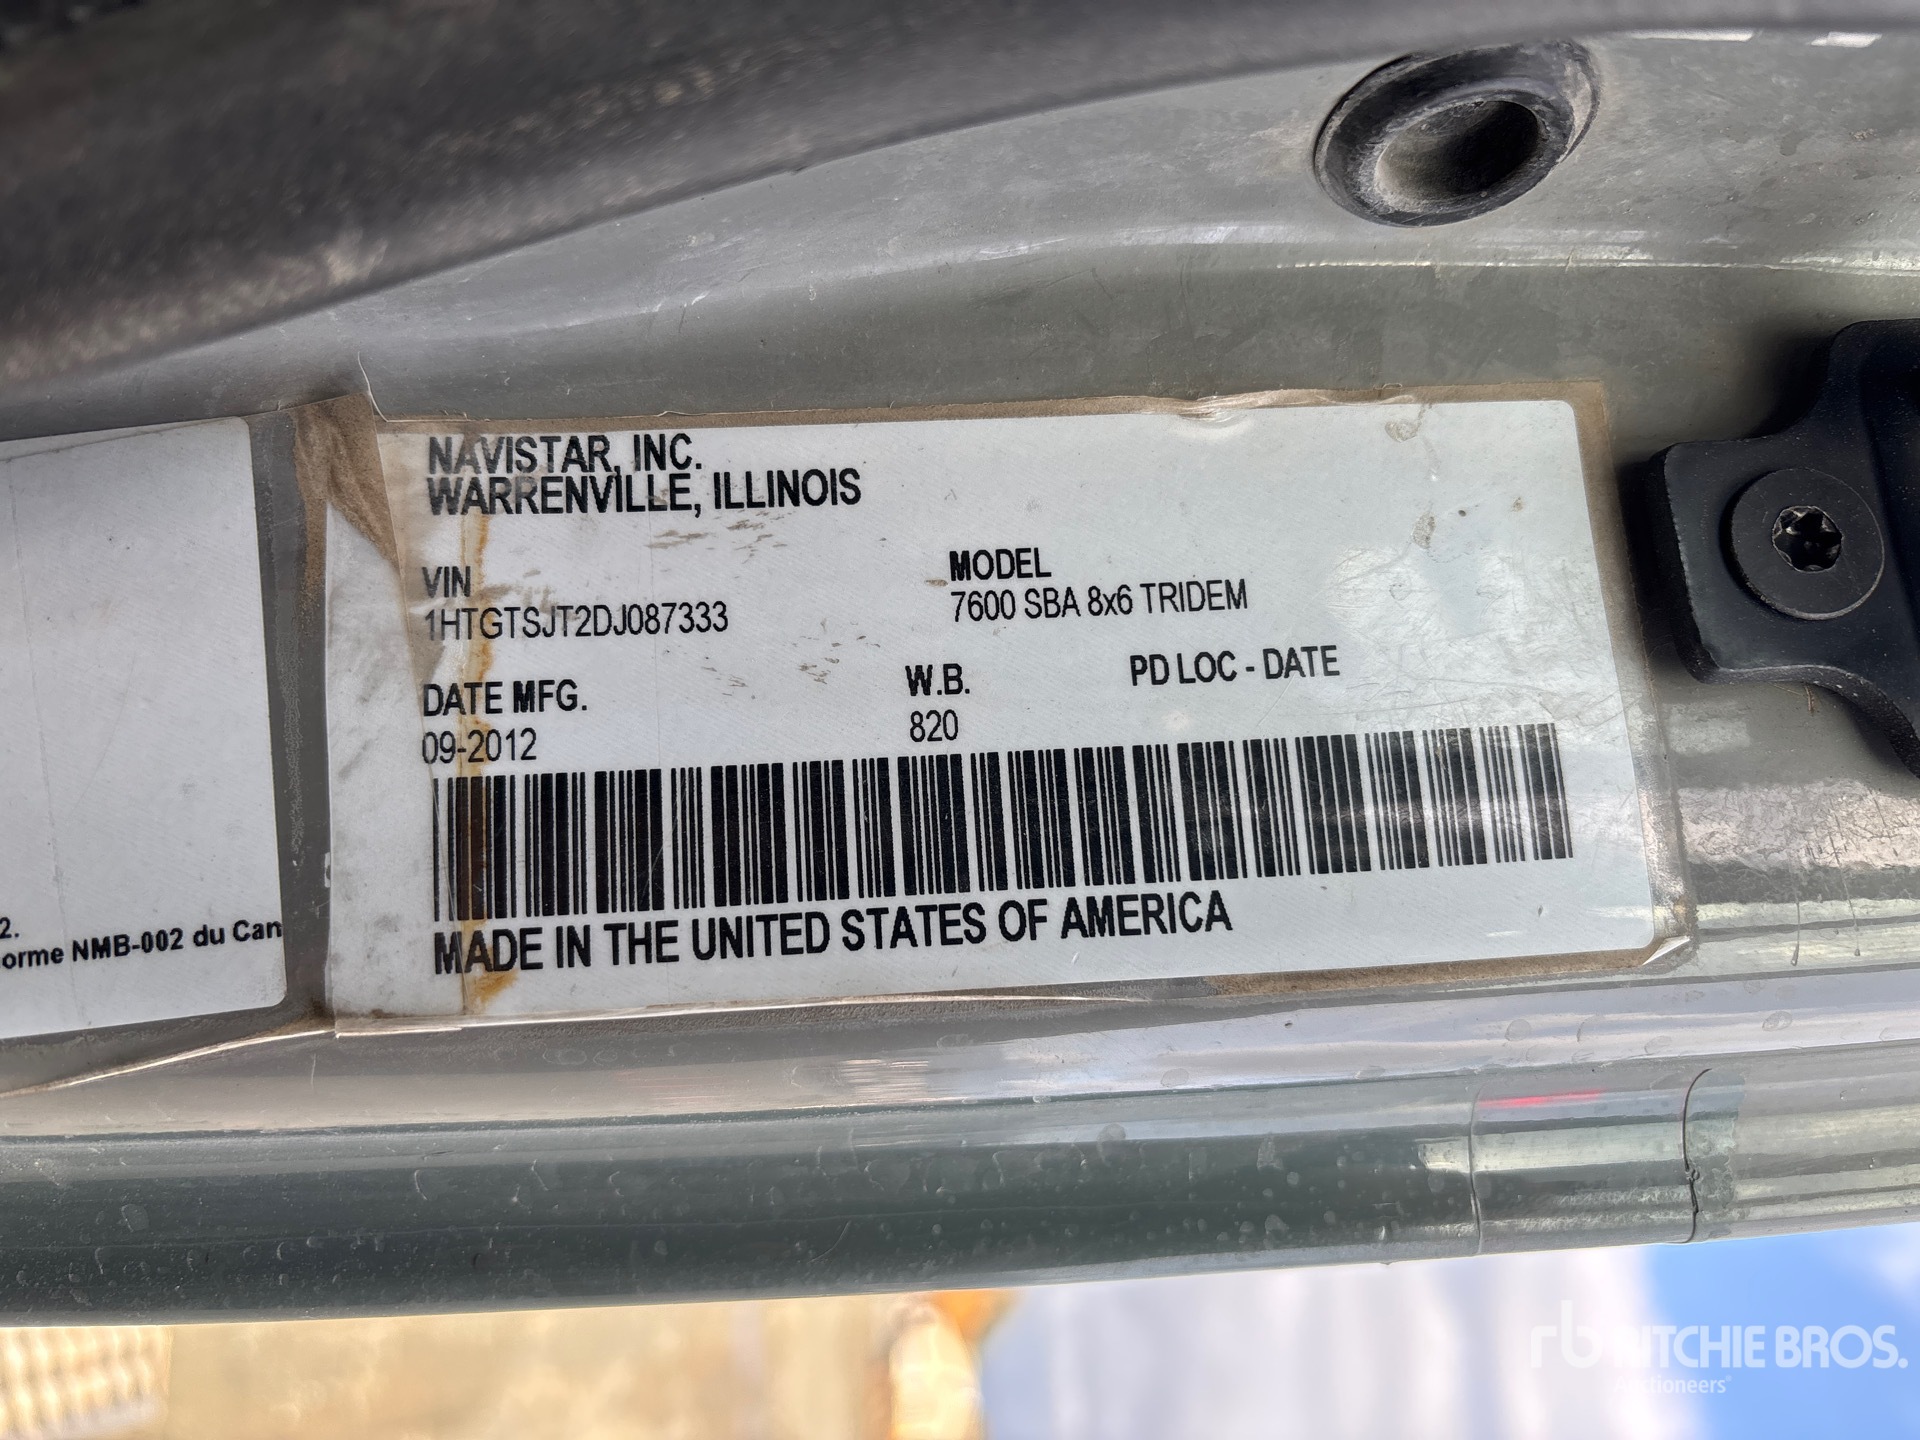 NAVISTAR, INC.
WARRENVILLE, ILLINOIS
VIN
1HTGTSJT2DJ087333
MODEL
7600 SBA 8x6 TRIDEM
DATE MFG.
09-2012
W.B.
820
PD LOC - DATE
MADE IN THE UNITED STATES OF AMERICA
2.
orme NMB-002 du Can
rb RITCHIE BROS.
Auctioneers